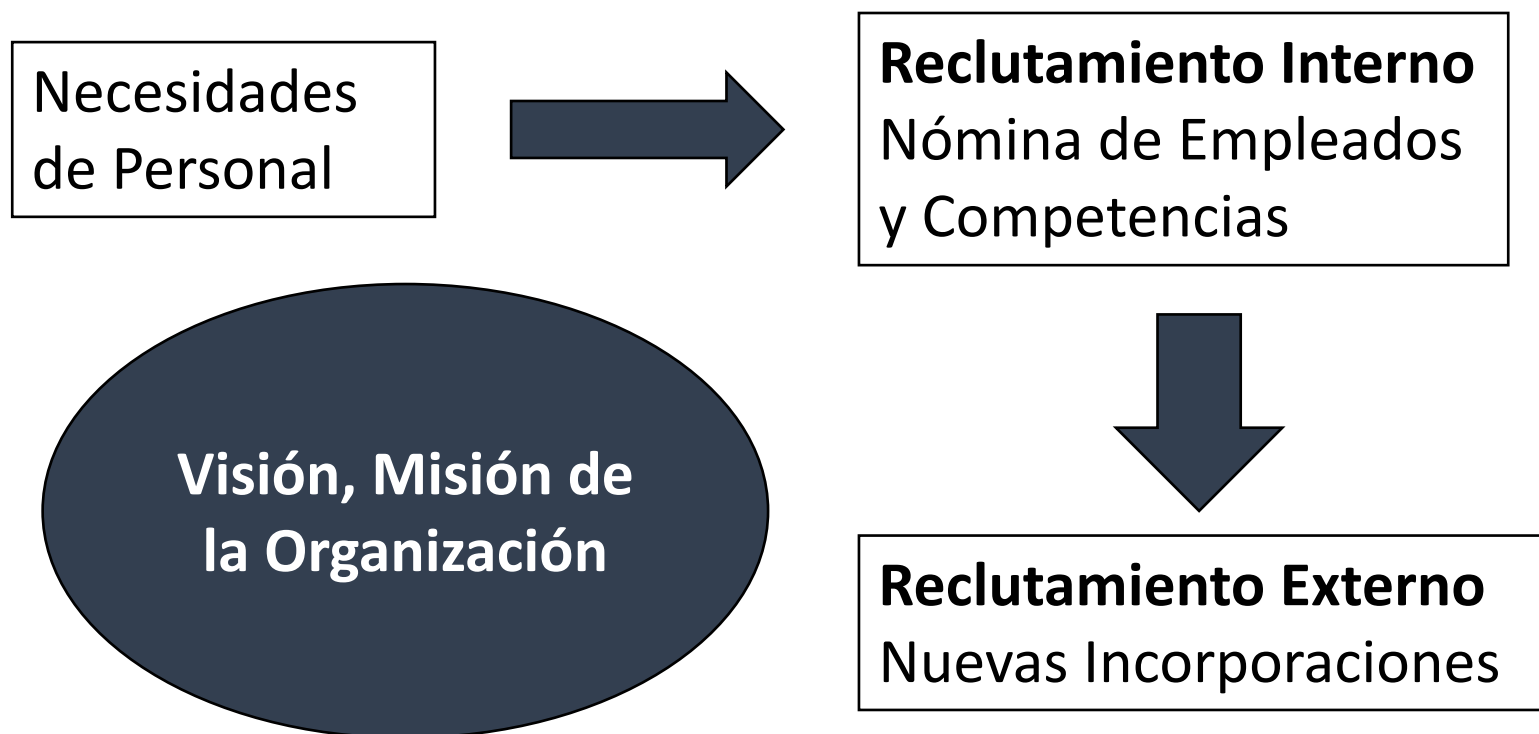 Necesidades
de Personal
Reclutamiento Interno
Nómina de Empleados
y Competencias
Visión, Misión de
la Organización
Reclutamiento Externo
Nuevas Incorporaciones